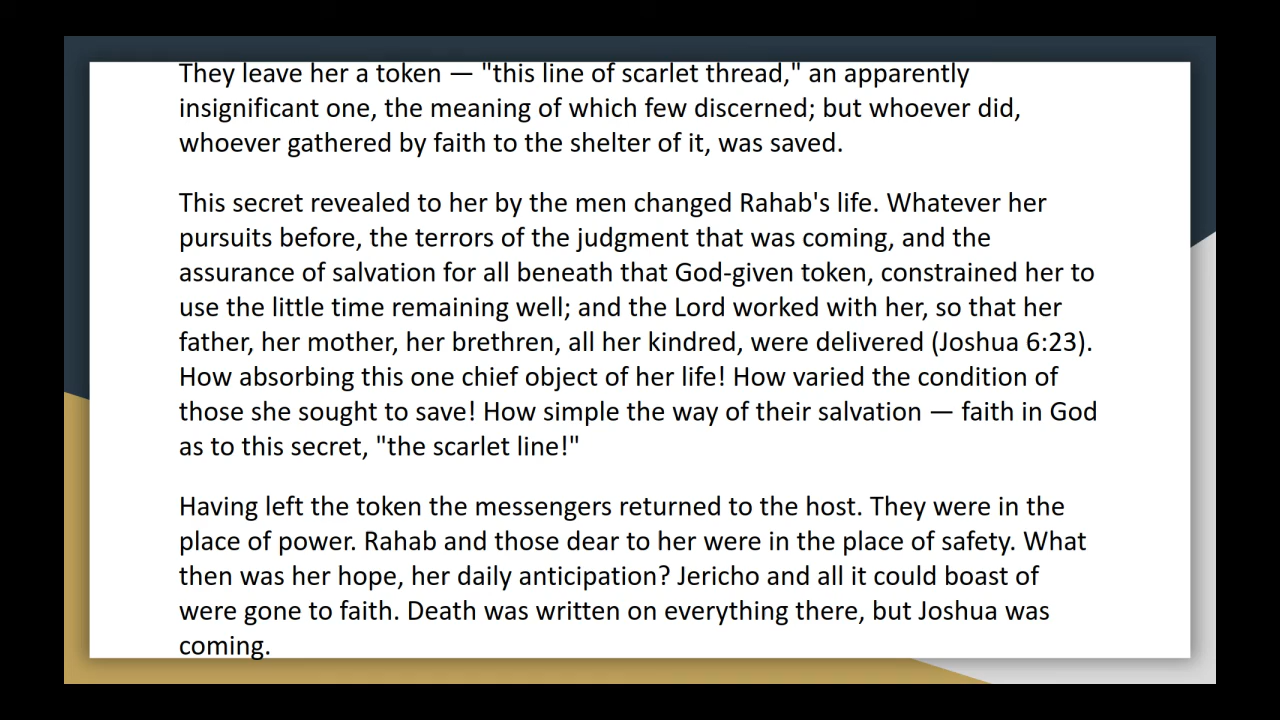 They leave her a token — "this line of scarlet thread," an apparently
insignificant one, the meaning of which few discerned; but whoever did,
whoever gathered by faith to the shelter of it, was saved.
This secret revealed to her by the men changed Rahab's life. Whatever her
pursuits before, the terrors of the judgment that was coming, and the
assurance of salvation for all beneath that God-given token, constrained her to
use the little time remaining well; and the Lord worked with her, so that her
father, her mother, her brethren, all her kindred, were delivered (Joshua 6:23).
How absorbing this one chief object of her life! How varied the condition of
those she sought to save! How simple the way of their salvation — faith in God
as to this secret, "the scarlet line!"
Having left the token the messengers returned to the host. They were in the
place of power. Rahab and those dear to her were in the place of safety. What
then was her hope, her daily anticipation? Jericho and all it could boast of
were gone to faith. Death was written on everything there, but Joshua was
coming.